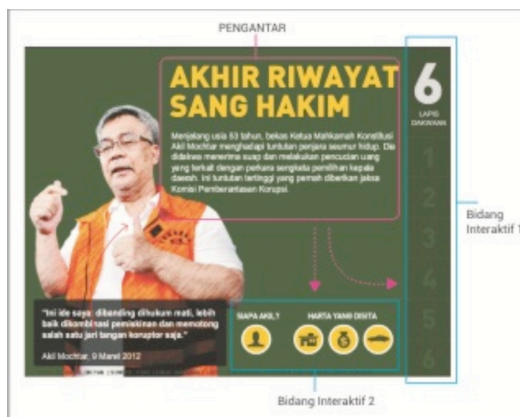 PENGANTAR
AKHIR RIWAYAT
SANG HAKIM
Menjelang usia 53 tahun, bekas Ketua Mahkamah Konstitusi
Akil Mochtar menghadapi tuntutan penjara seumur hidup. Dia
didakwa menerima suap dan melakukan pencucian uang
yang terkait dengan perkara sengketa pemilihan kepala
daerah. Ini tuntutan tertinggi yang pernah diberikan jaksa
Komisi Pemberantasan Korupsi.
6
LAPIS
DAKWAAN
1
2
3
4
5
6
Bidang
Interaktif 1
"Ini ide saya: dibanding dihukum mati, lebih
baik dikombinasi pemiskinan dan memotong
salah satu jari tangan koruptor saja."
Akil Mochtar, 9 Maret 2012
SIAPA AKIL?
HARTA YANG DISITA
Bidang Interaktif 2